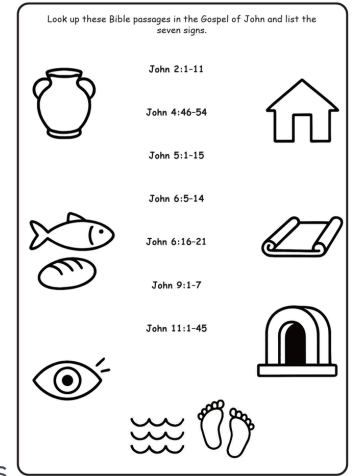 Look up these Bible passages in the Gospel of John and list the
seven signs.
John 2:1-11
John 4:46-54
John 5:1-15
John 6:5-14
John 6:16-21
John 9:1-7
John 11:1-45
s